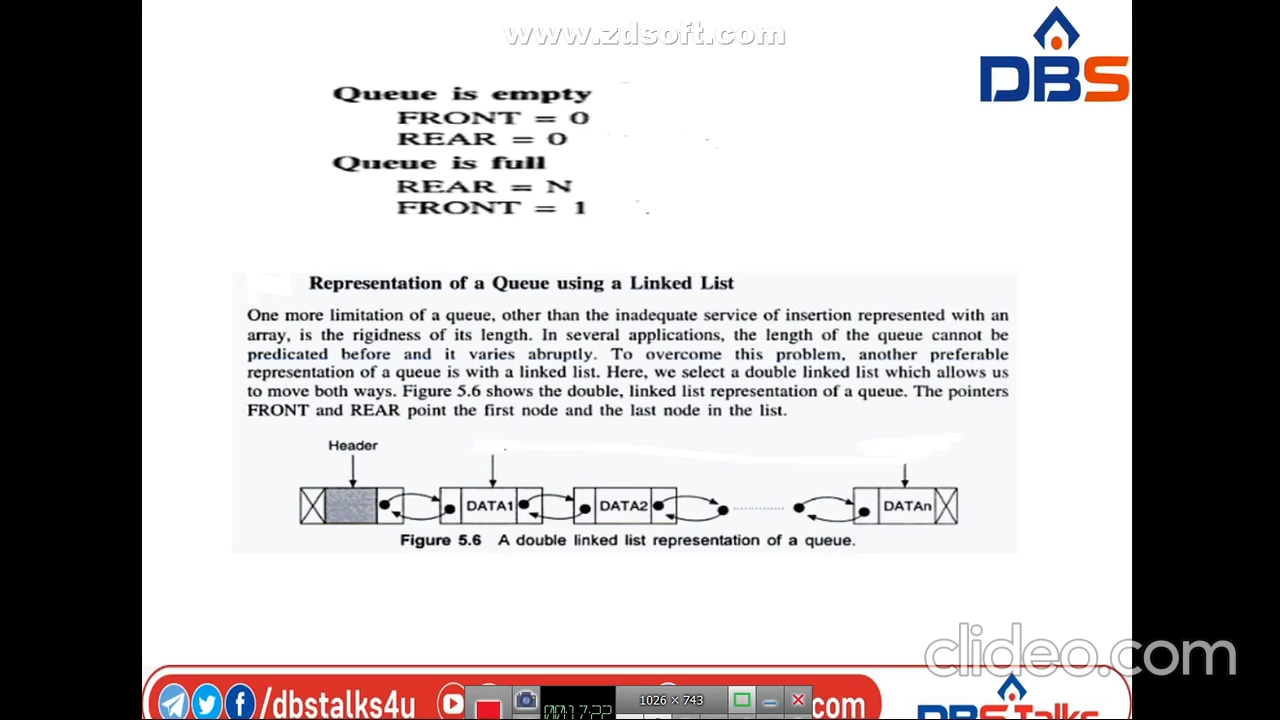 www.zdsoft.com
DBS
Queue is empty
FRONT = 0
REAR = 0
Queue is full
REAR = N
FRONT = 1
Representation of a Queue using a Linked List
One more limitation of a queue, other than the inadequate service of insertion represented with an
array, is the rigidness of its length. In several applications, the length of the queue cannot be
predicated before and it varies abruptly. To overcome this problem, another preferable
representation of a queue is with a linked list. Here, we select a double linked list which allows us
to move both ways. Figure 5.6 shows the double, linked list representation of a queue. The pointers
FRONT and REAR point the first node and the last node in the list.
Header
DATA1 DATA2 DATAn
Figure 5.6 A double linked list representation of a queue.
clideo.com
/dbstalks4u
1026 × 743
com
DBS Talks